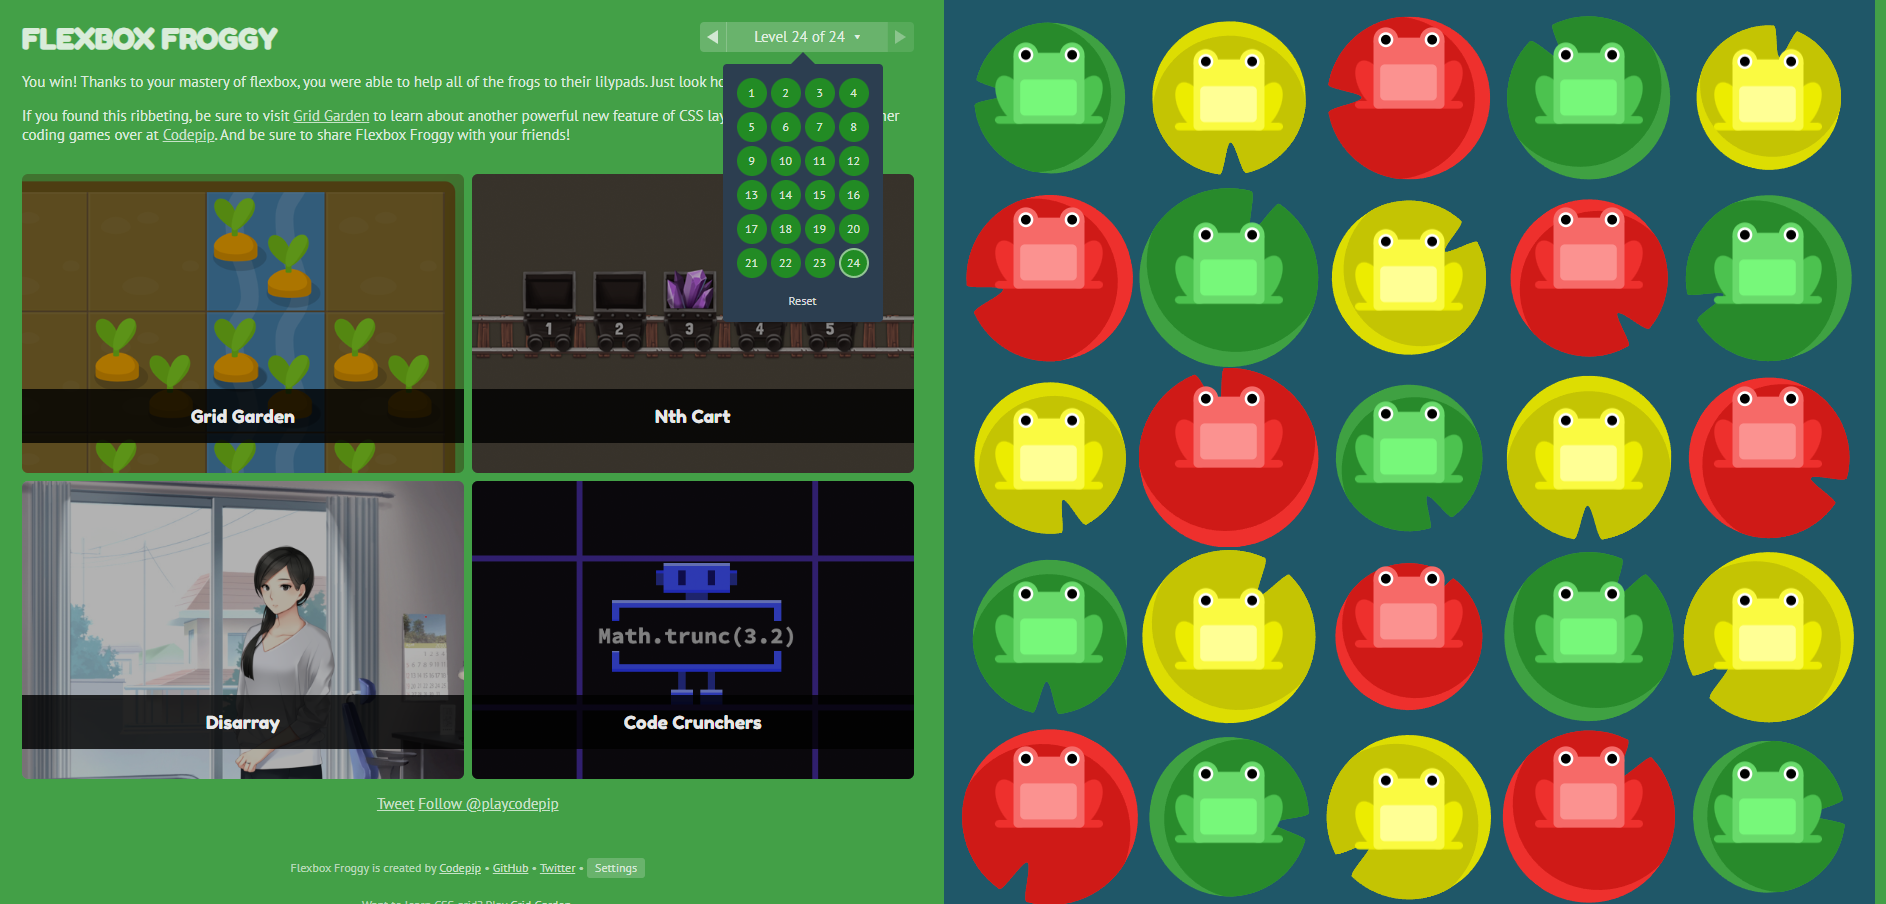 FLEXBOX FROGGY
Level 24 of 24
You win! Thanks to your mastery of flexbox, you were able to help all of the frogs to their lilypads. Just look
If you found this ribbeting, be sure to visit Grid Garden to learn about another powerful new feature of CSS
coding games over at Codepip. And be sure to share Flexbox Froggy with your friends!
1 2 3 4
5 6 7 8
9 10 11 12
13 14 15 16
17 18 19 20
21 22 23 24
Reset
Grid Garden
1 2 3 4 5
Nth Cart
Disarray
Math.trunc(3.2)
Code Crunchers
Tweet Follow @playcodepip
Flexbox Froggy is created by Codepip • GitHub • Twitter • Settings